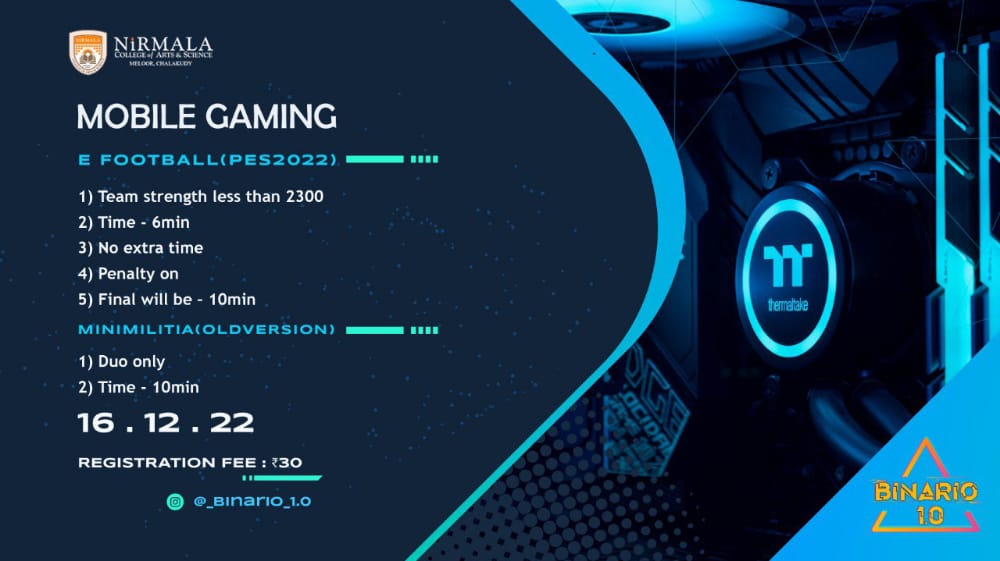 NIRMALA
NiRMALA
COLLEGE of ARTS & SCIENCE
MELOOR, CHALAKUDY
MOBILE GAMING
E FOOTBALL(PES2022)
1) Team strength less than 2300
2) Time - 6min
3) No extra time
4) Penalty on
5) Final will be - 10min
MINIMILITIA(OLDVERSION)
1) Duo only
2) Time - 10min
16 . 12 . 22
REGISTRATION FEE : ₹30
@_Binario_1.0
thermaltake
BINARIO
1.0